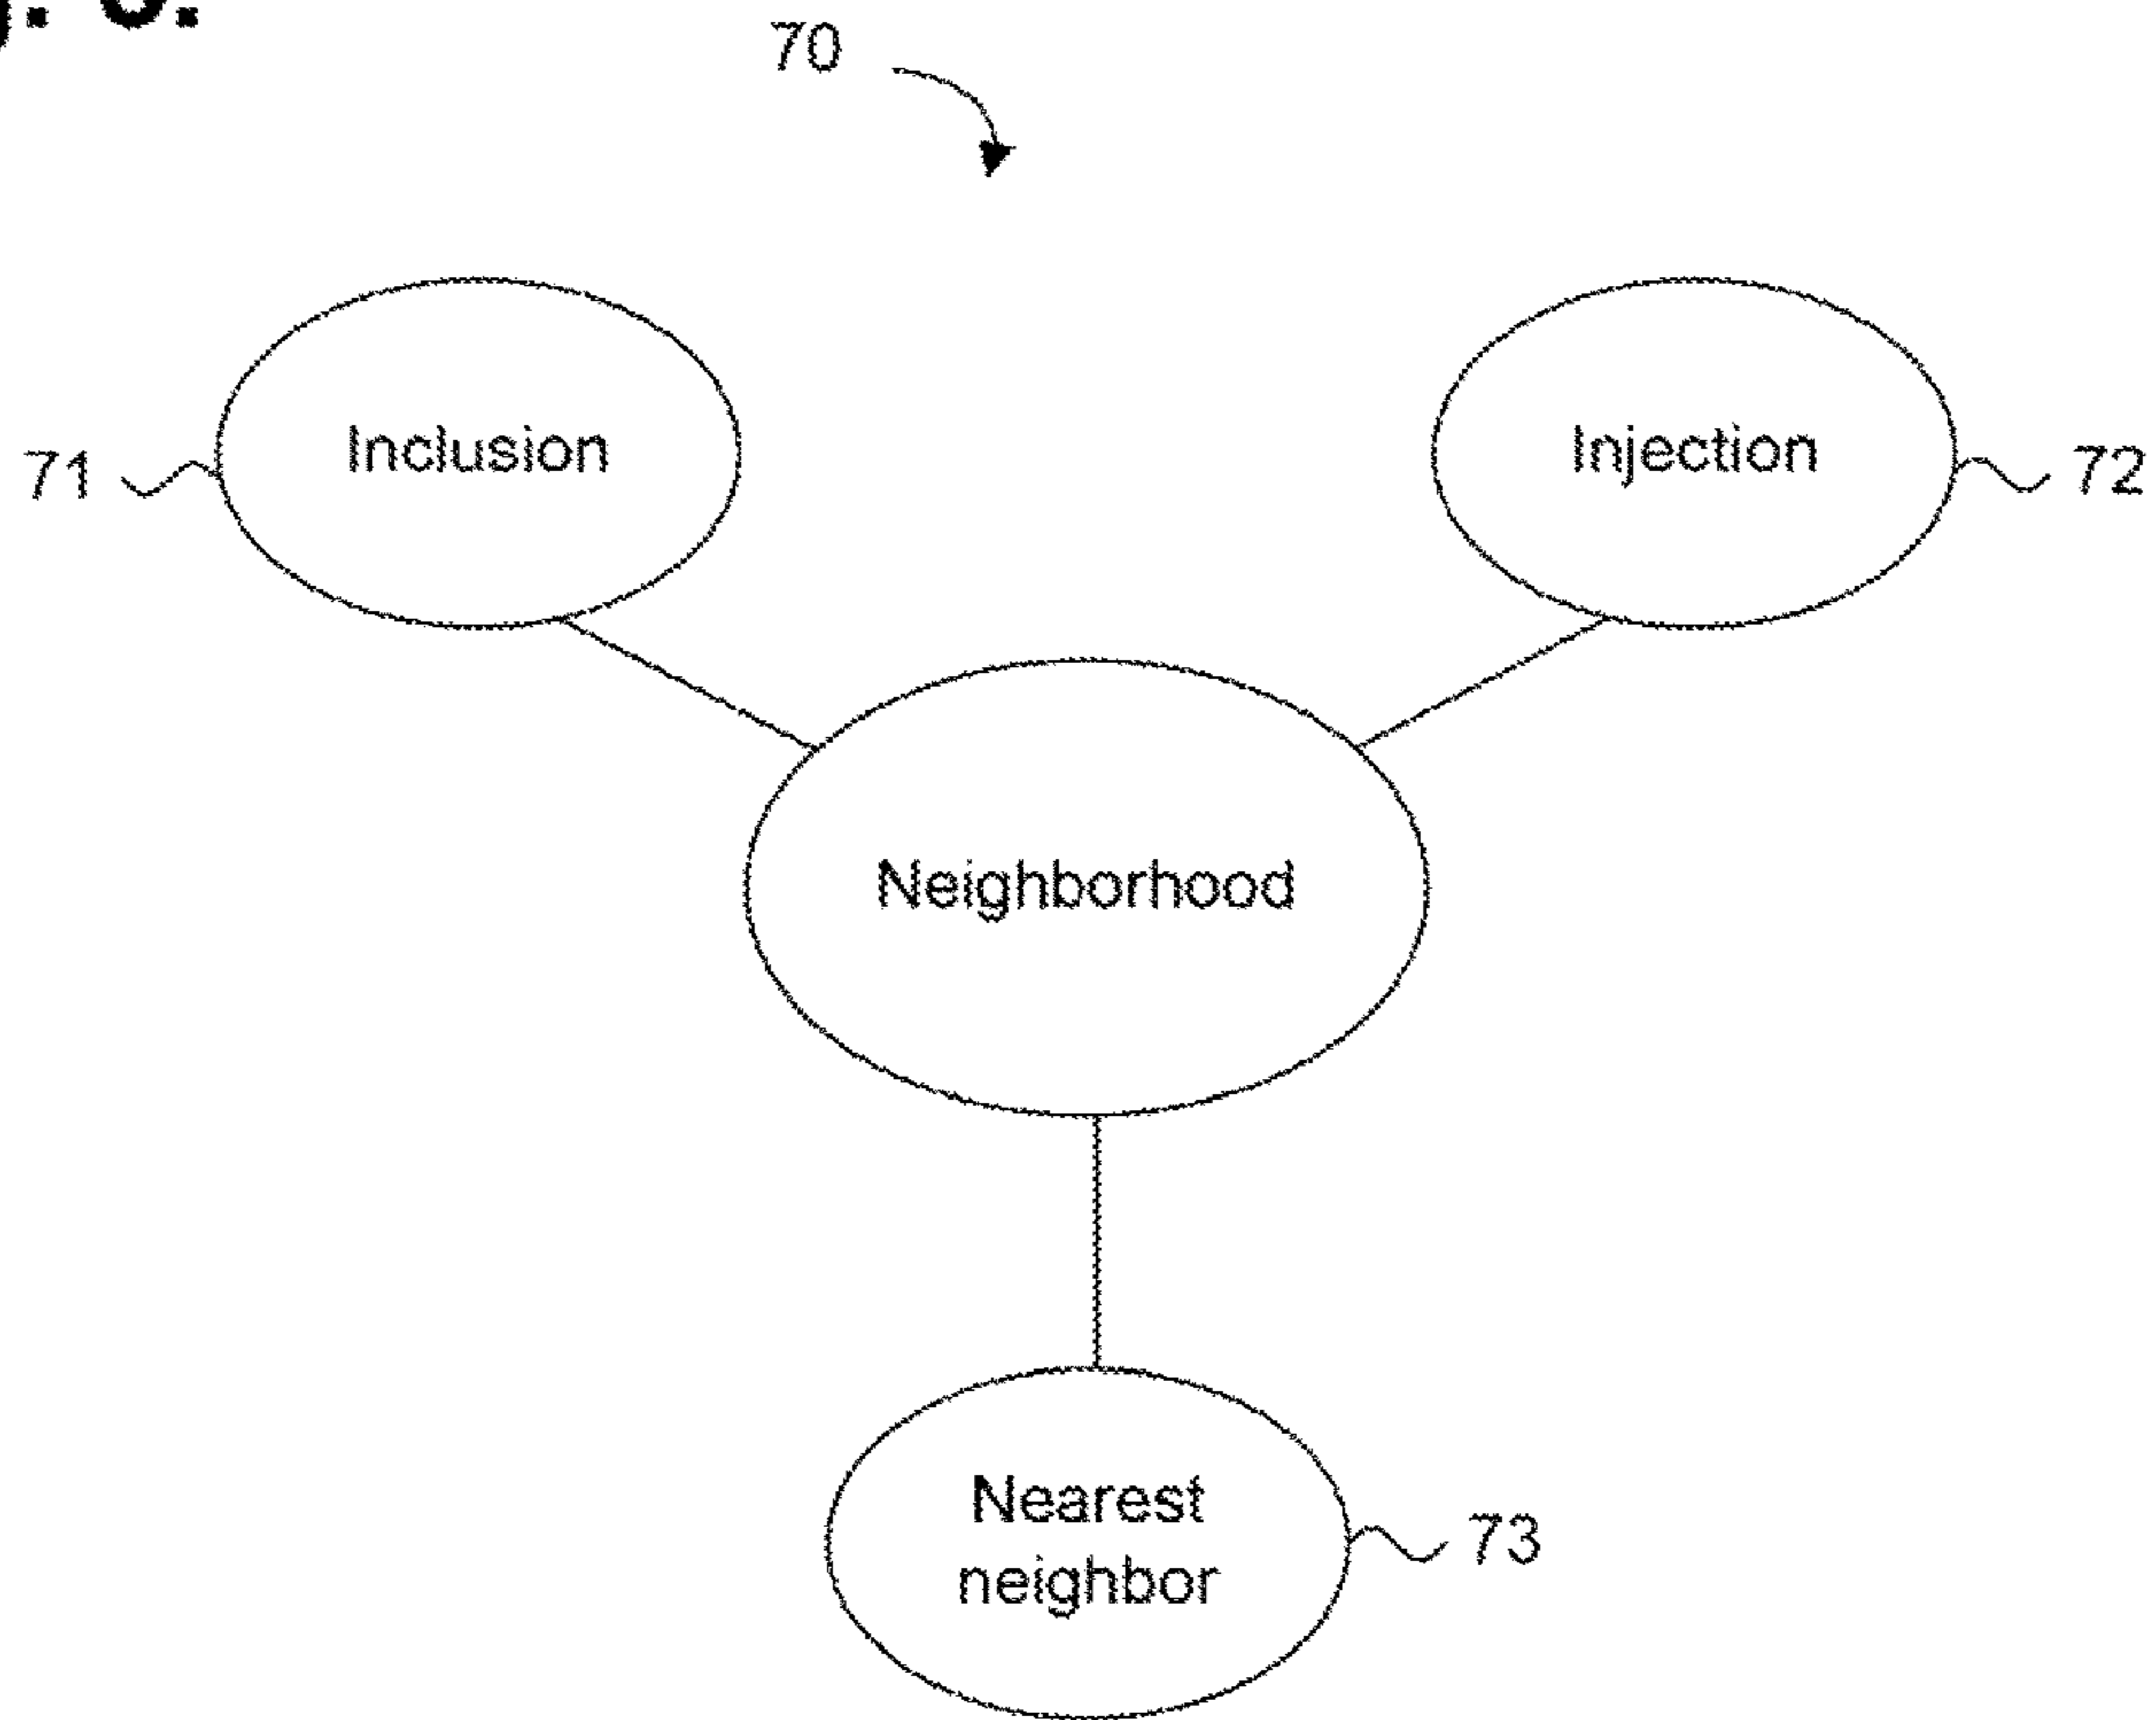 70
Inclusion
Injection
71
72
Neighborhood
Nearest
neighbor
73